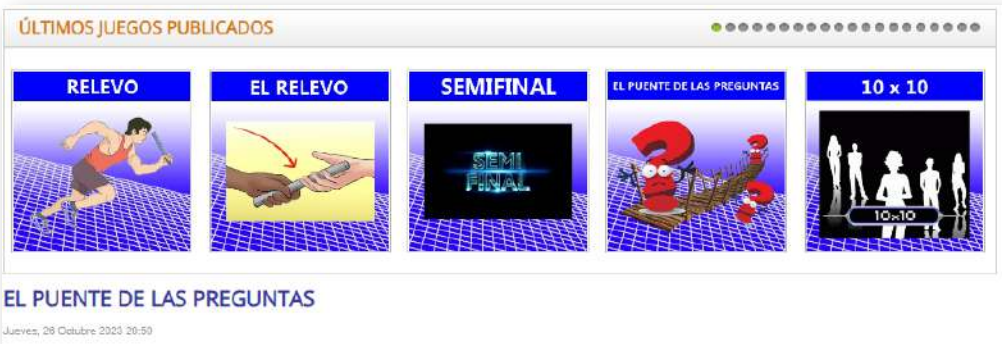 ÚLTIMOS JUEGOS PUBLICADOS
RELEVO
EL RELEVO
SEMIFINAL
EL PUENTE DE LAS PREGUNTAS
10 x 10
SEMI
FINAL
10x10
EL PUENTE DE LAS PREGUNTAS
Jueves, 26 Octubre 2023 20:50